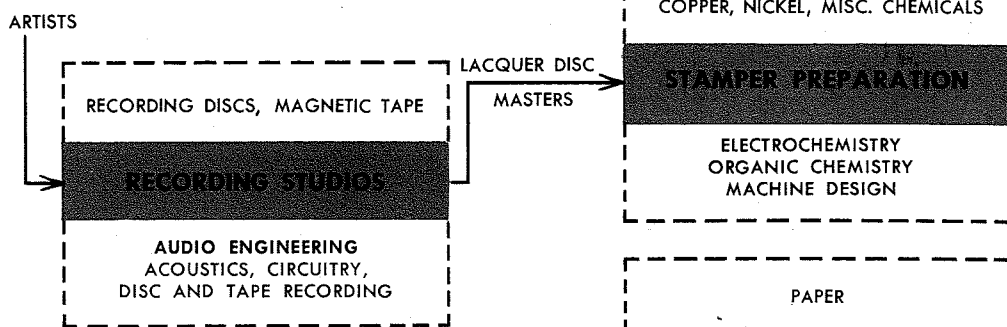 ARTISTS
RECORDING DISCS, MAGNETIC TAPE
RECORDING STUDIOS
AUDIO ENGINEERING
ACOUSTICS, CIRCUITRY,
DISC AND TAPE RECORDING
LACQUER DISC
MASTERS
COPPER, NICKEL, MISC. CHEMICALS
STAMPER PREPARATION
ELECTROCHEMISTRY
ORGANIC CHEMISTRY
MACHINE DESIGN
PAPER